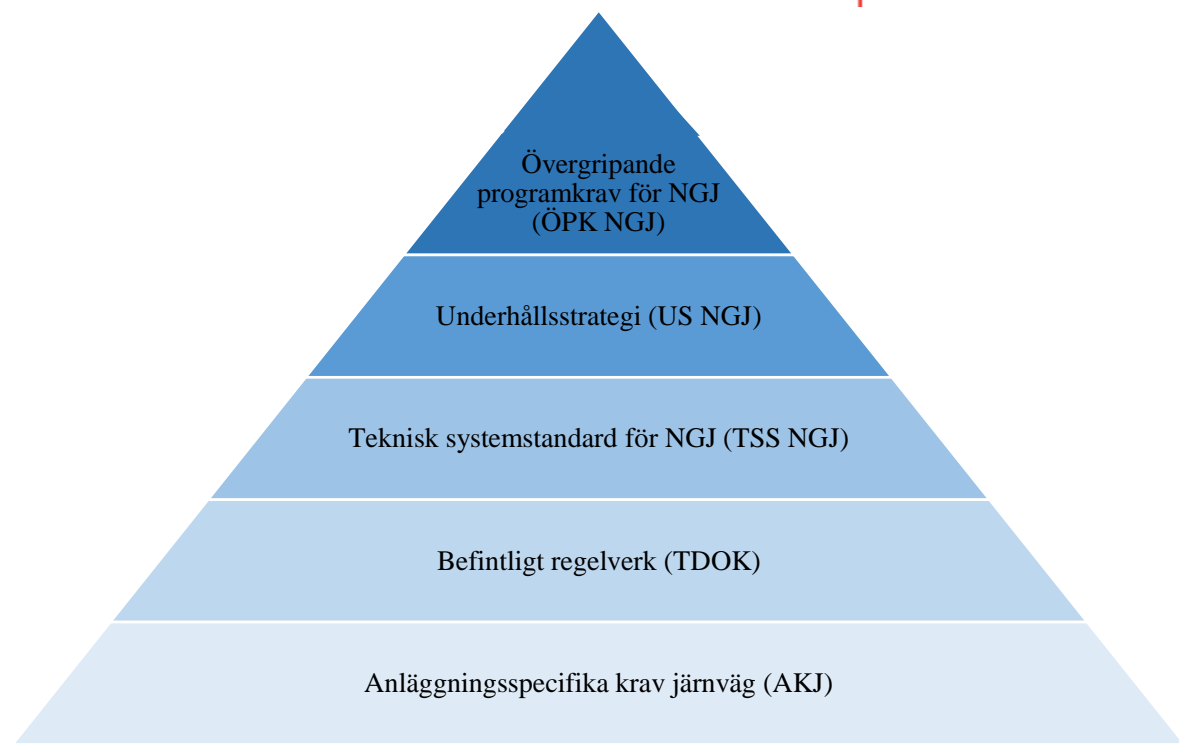 Övergripande
programkrav för NGJ
(ÖPK NGJ)
Underhållsstrategi (US NGJ)
Teknisk systemstandard för NGJ (TSS NGJ)
Befintligt regelverk (TDOK)
Anläggningsspecifika krav järnväg (AKJ)